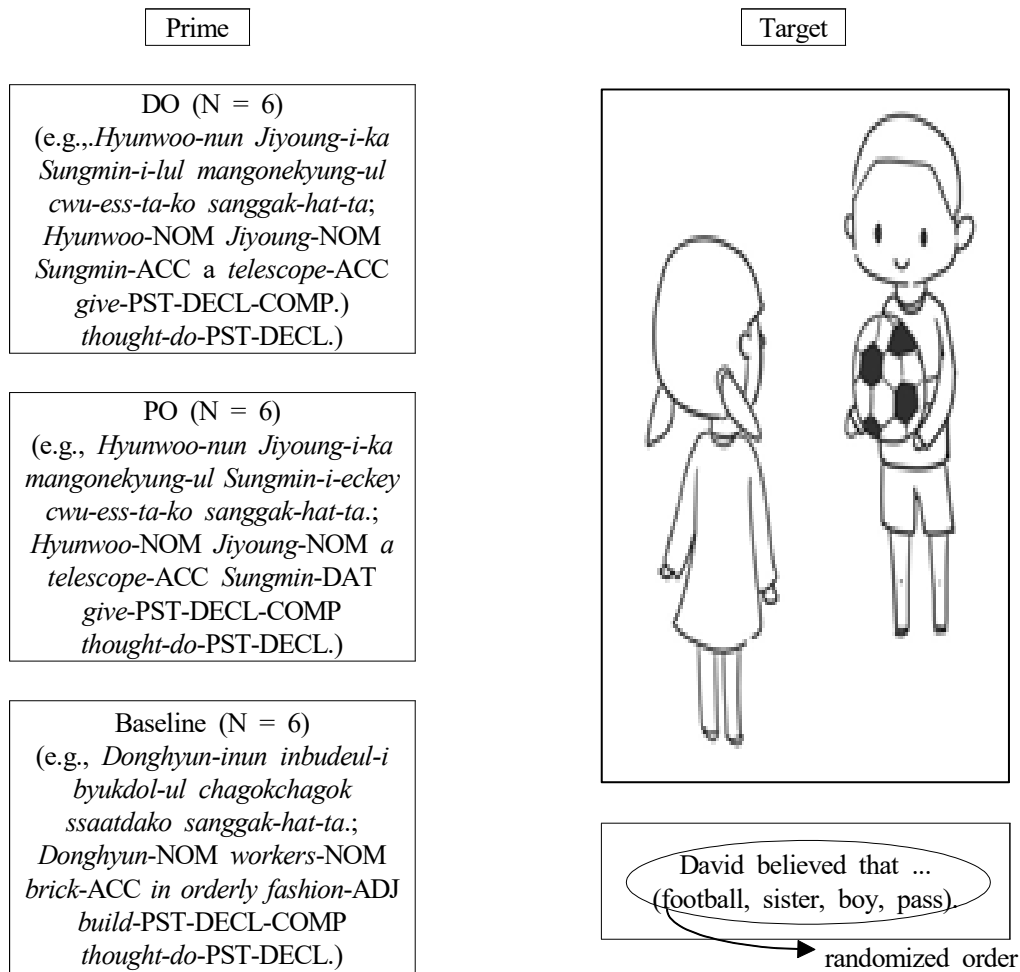 Prime
DO (N = 6)
(e.g.,.Hyunwoo-nun Jiyoung-i-ka
Sungmin-i-lul mangonekyung-ul
cwu-ess-ta-ko sanggak-hat-ta;
Hyunwoo-NOM Jiyoung-NOM
Sungmin-ACC a telescope-ACC
give-PST-DECL-COMP.)
thought-do-PST-DECL.)
PO (N = 6)
(e.g., Hyunwoo-nun Jiyoung-i-ka
mangonekyung-ul Sungmin-i-eckey
cwu-ess-ta-ko sanggak-hat-ta.;
Hyunwoo-NOM Jiyoung-NOM a
telescope-ACC Sungmin-DAT
give-PST-DECL-COMP
thought-do-PST-DECL.)
Baseline (N = 6)
(e.g., Donghyun-inun inbudeul-i
byukdol-ul chagokchagok
ssaatdako sanggak-hat-ta.;
Donghyun-NOM workers-NOM
brick-ACC in orderly fashion-ADJ
build-PST-DECL-COMP
thought-do-PST-DECL.)
Target
David believed that ...
(football, sister, boy, pass).
randomized order